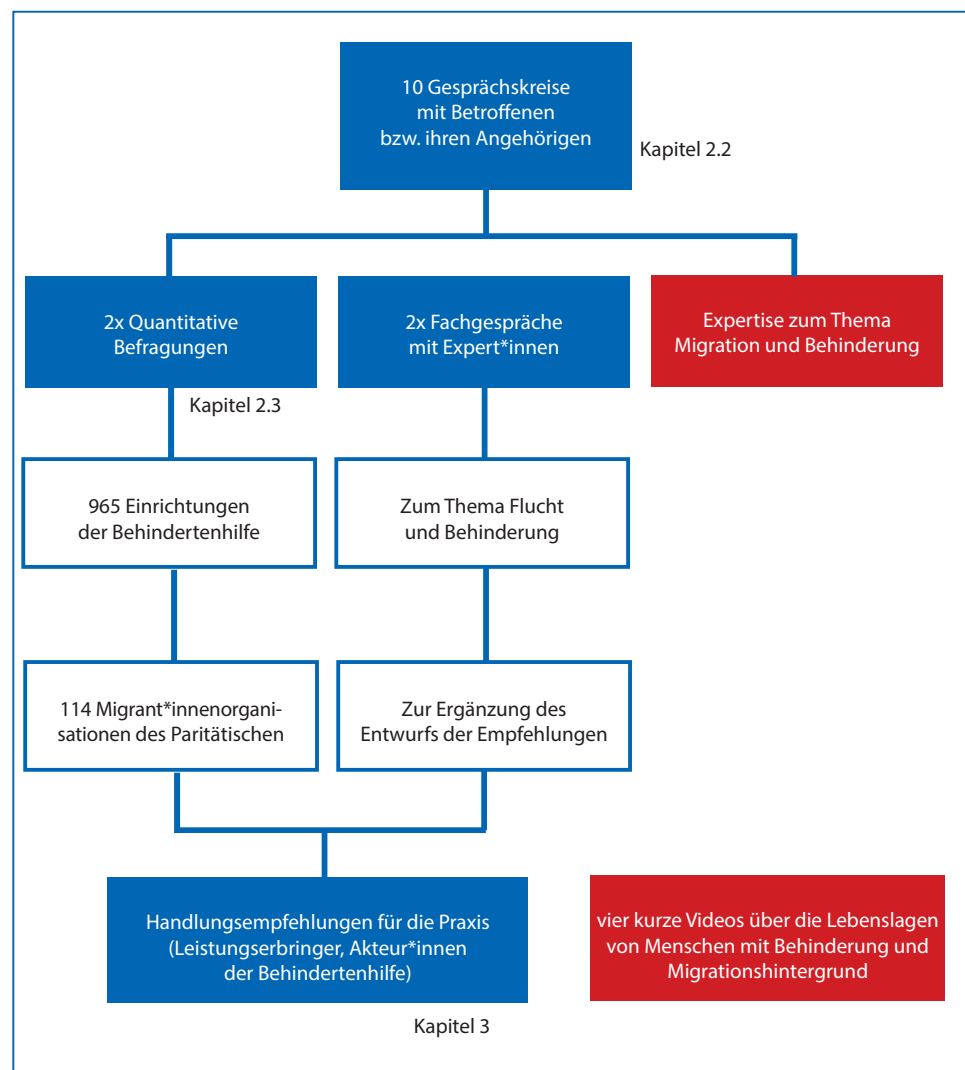 10 Gesprächskreise
mit Betroffenen
bzw. ihren Angehörigen
Kapitel 2.2
2x Quantitative
Befragungen
2x Fachgespräche
mit Expert*innen
Expertise zum Thema
Migration und Behinderung
Kapitel 2.3
965 Einrichtungen
der Behindertenhilfe
Zum Thema Flucht
und Behinderung
114 Migrant*innenorgani-
sationen des Paritätischen
Zur Ergänzung des
Entwurfs der Empfehlungen
Handlungsempfehlungen für die Praxis
(Leistungserbringer, Akteur*innen
der Behindertenhilfe)
vier kurze Videos über die Lebenslagen
von Menschen mit Behinderung und
Migrationshintergrund
Kapitel 3